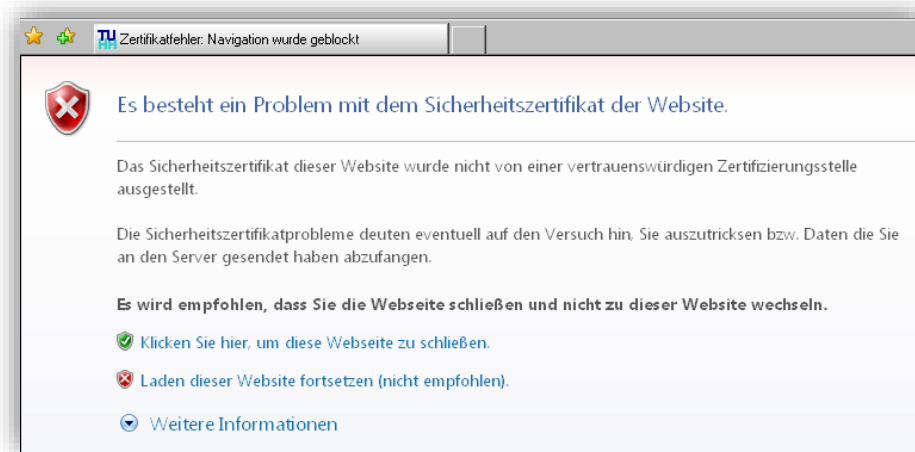 TU
HH
Zertifikatfehler: Navigation wurde geblockt
Es besteht ein Problem mit dem Sicherheitszertifikat der Website.
Das Sicherheitszertifikat dieser Website wurde nicht von einer vertrauenswürdigen Zertifizierungsstelle
ausgestellt.
Die Sicherheitszertifikatprobleme deuten eventuell auf den Versuch hin, Sie auszutricksen bzw. Daten die Sie
an den Server gesendet haben abzufangen.
Es wird empfohlen, dass Sie die Webseite schließen und nicht zu dieser Website wechseln.
Klicken Sie hier, um diese Webseite zu schließen.
Laden dieser Website fortsetzen (nicht empfohlen).
Weitere Informationen